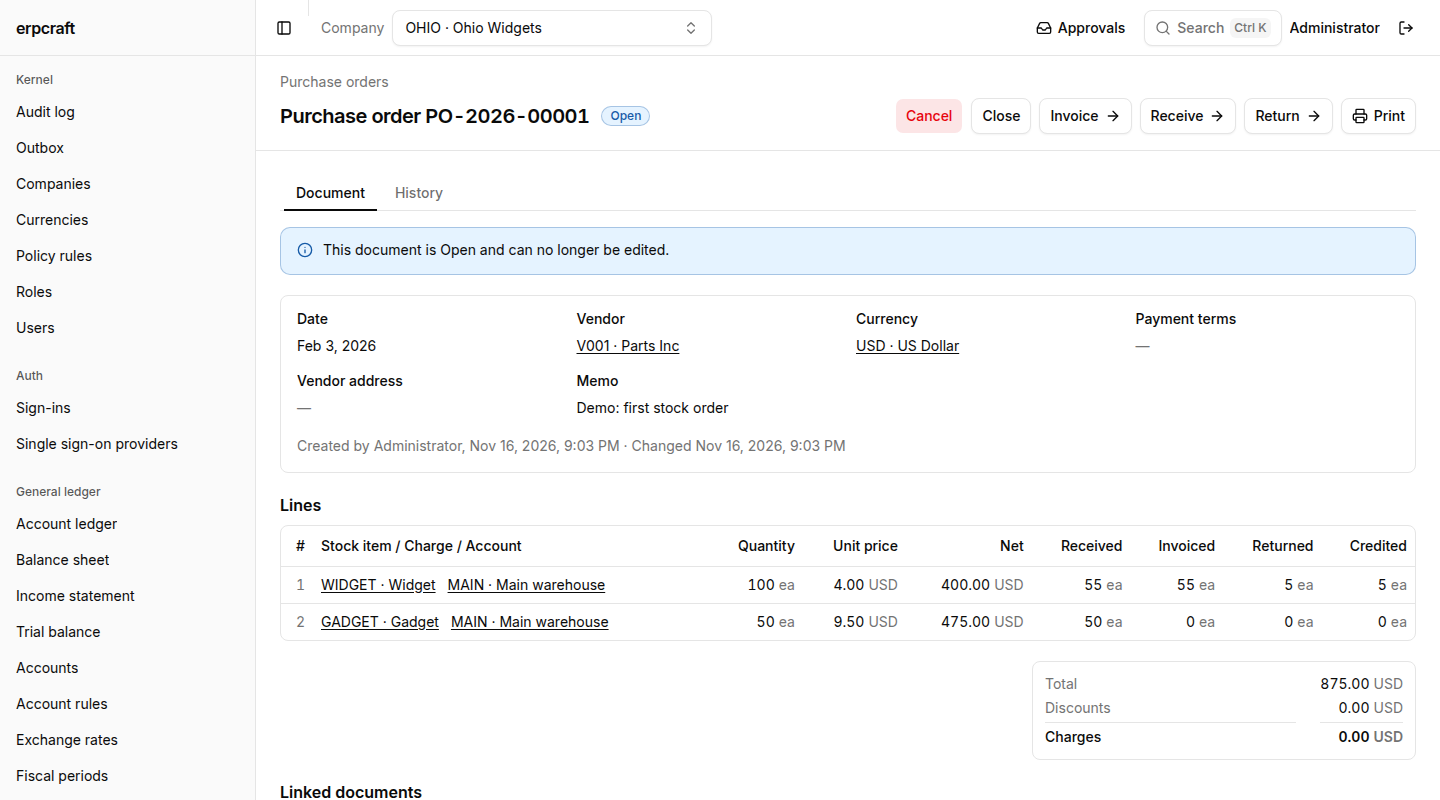 erpcraft
Company OHIO · Ohio Widgets Approvals Search Ctrl K Administrator
Kernel
Audit log
Outbox
Companies
Currencies
Policy rules
Roles
Users
Auth
Sign-ins
Single sign-on providers
General ledger
Account ledger
Balance sheet
Income statement
Trial balance
Accounts
Account rules
Exchange rates
Fiscal periods
Purchase orders
Purchase order PO-2026-00001 Open Cancel Close Invoice Receive Return Print
Document History
This document is Open and can no longer be edited.
Date Vendor Currency Payment terms
Feb 3, 2026 V001 · Parts Inc USD · US Dollar —
Vendor address Memo
— Demo: first stock order
Created by Administrator, Nov 16, 2026, 9:03 PM · Changed Nov 16, 2026, 9:03 PM
Lines
# Stock item / Charge / Account Quantity Unit price Net Received Invoiced Returned Credited
1 WIDGET · Widget MAIN · Main warehouse 100 ea 4.00 USD 400.00 USD 55 ea 55 ea 5 ea 5 ea
2 GADGET · Gadget MAIN · Main warehouse 50 ea 9.50 USD 475.00 USD 50 ea 0 ea 0 ea 0 ea
Total 875.00 USD
Discounts 0.00 USD
Charges 0.00 USD
Linked documents